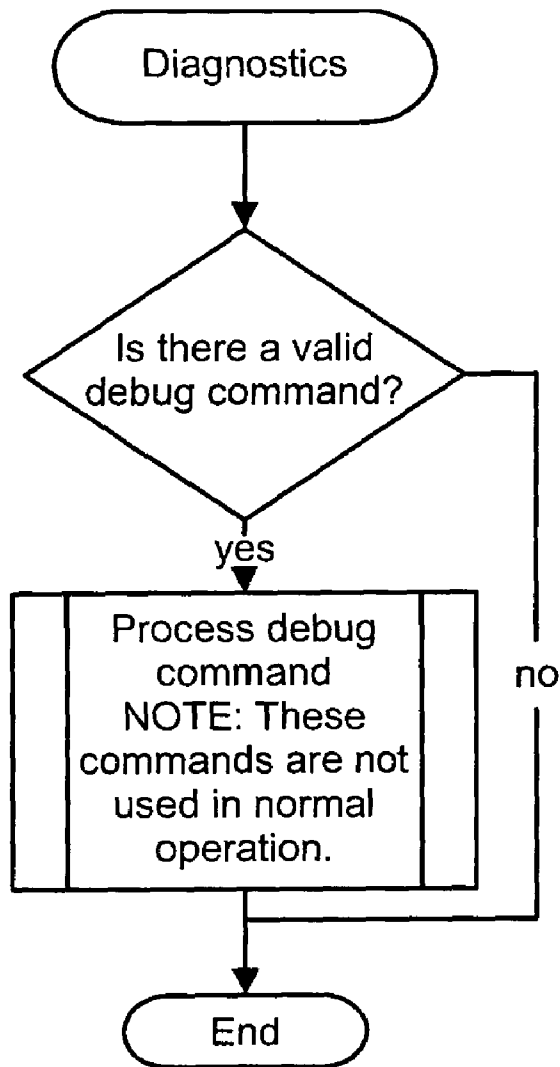 Diagnostics
Is there a valid
debug command?
yes
Process debug
command
NOTE: These
commands are not
used in normal
operation.
no
End